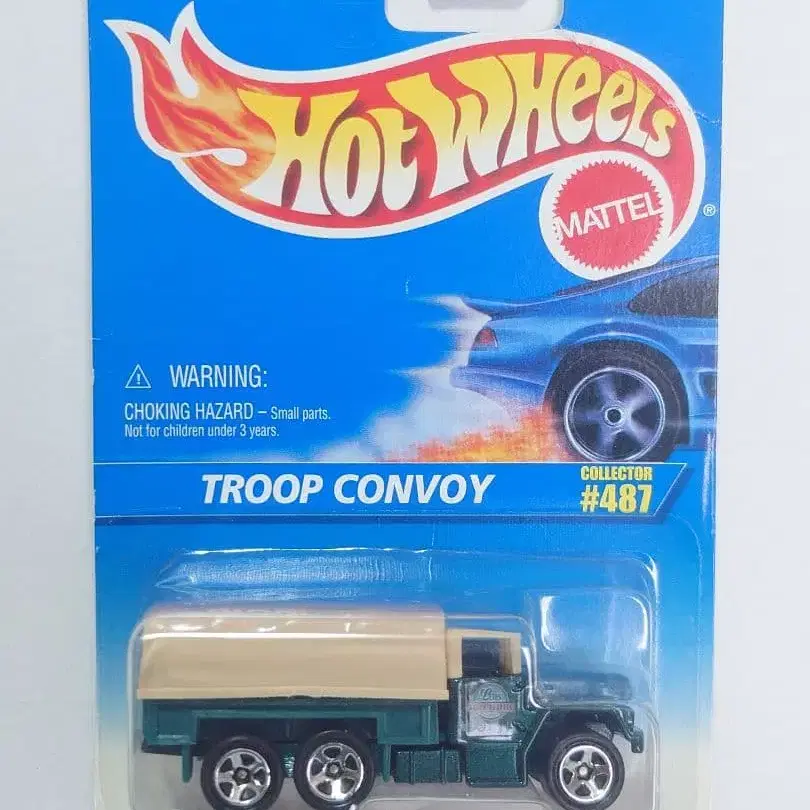 HOT WHEELS
MATTEL
®
WARNING:
CHOKING HAZARD – Small parts.
Not for children under 3 years.
TROOP CONVOY
COLLECTOR
#487